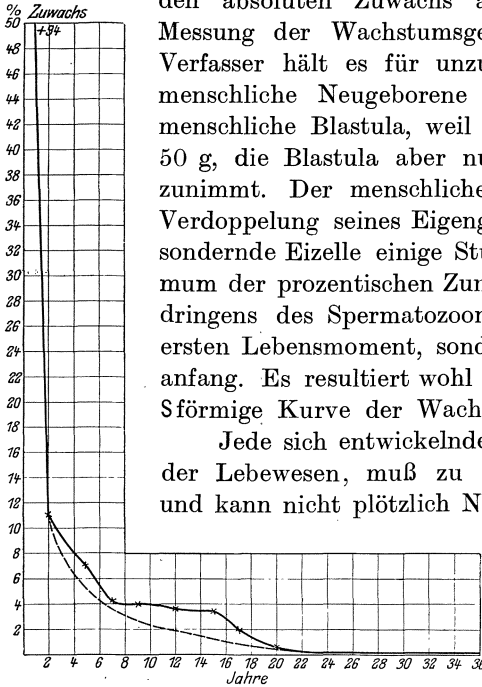 % Zuwachs
50
+94
48
46
44
42
40
38
36
34
32
30
28
26
24
22
20
18
16
14
12
10
8
6
4
2
2 4 6 8 10 12 14 16 18 20 22 24 26 28 30 32 34
Jahre
den absoluten Zuwachs
Messung der Wachstumsge
Verfasser hält es für unzu
menschliche Neugeborene
menschliche Blastula, weil
50 g, die Blastula aber nu
zunimmt. Der menschliche
Verdoppelung seines Eigeng
sondernde Eizelle einige Stu
mum der prozentischen Zun
dringens des Spermatozoon
ersten Lebensmoment, sond
anfang. Es resultiert wohl
S förmige Kurve der Wach
Jede sich entwickelnde
der Lebewesen, muß zu
und kann nicht plötzlich N